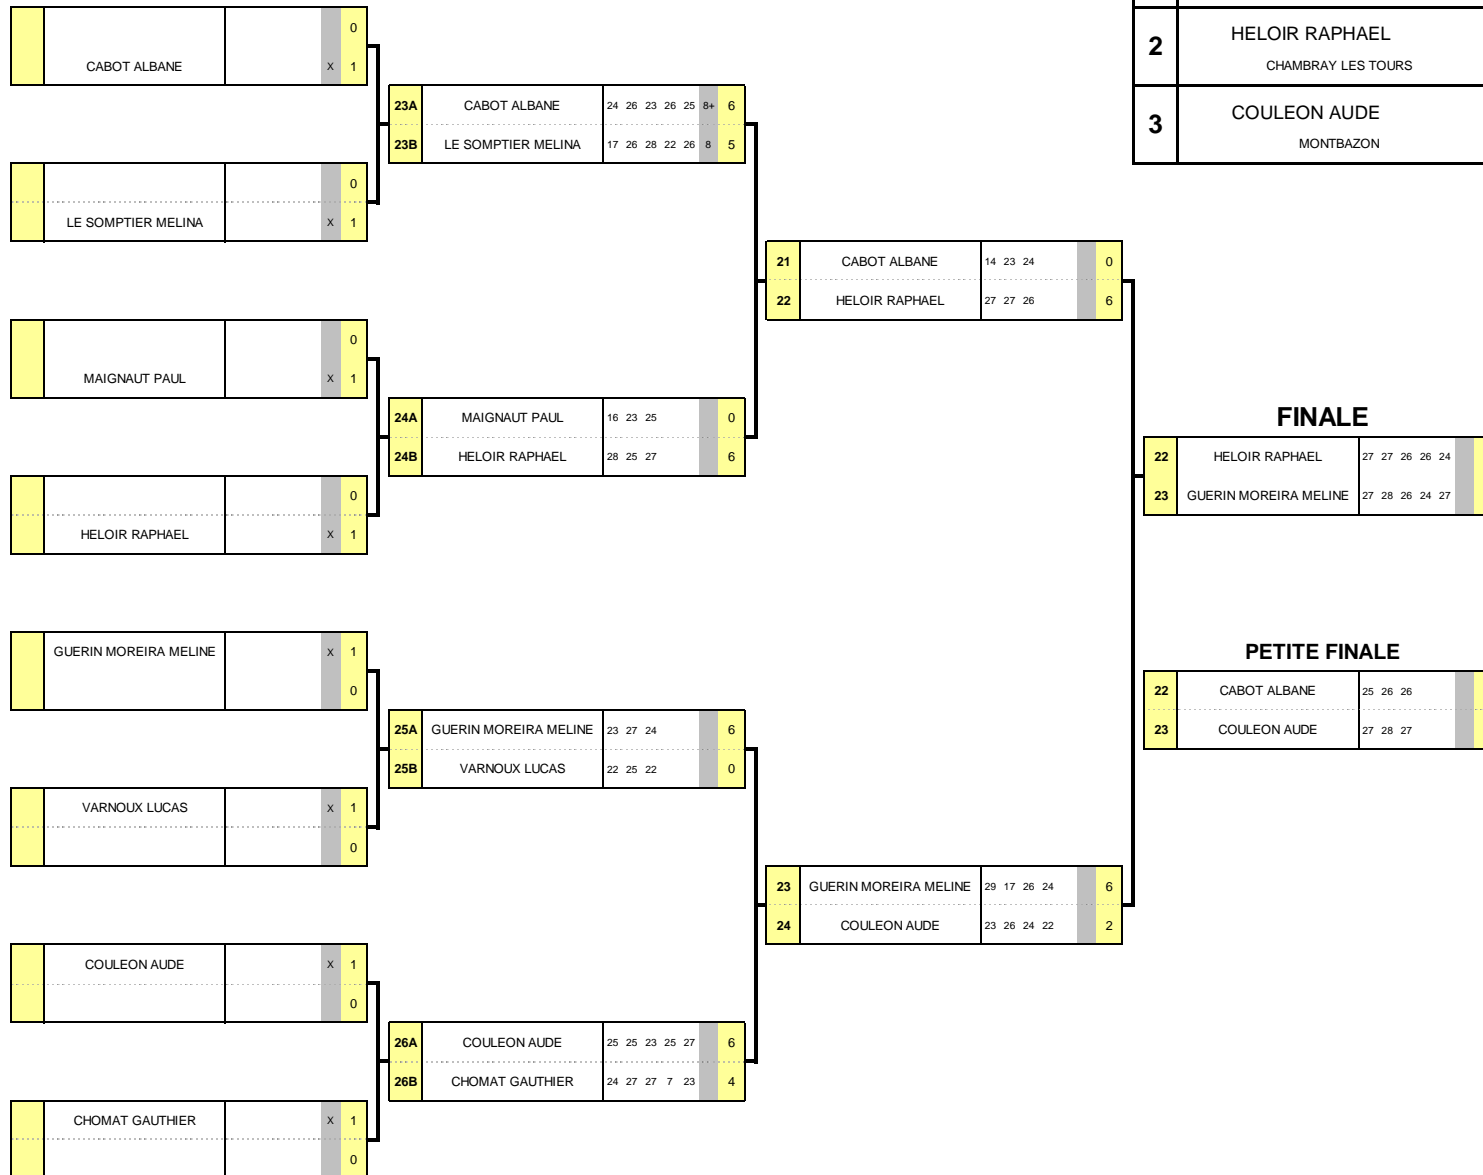 0
CABOT ALBANE X 1
2 HELOIR RAPHAEL
CHAMBRAY LES TOURS
3 COULEON AUDE
MONTBAZON
23A CABOT ALBANE 24 26 23 26 25 8+ 6
23B LE SOMPTIER MELINA 17 26 28 22 26 8 5
0
LE SOMPTIER MELINA X 1
21 CABOT ALBANE 14 23 24 0
22 HELOIR RAPHAEL 27 27 26 6
0
MAIGNAUT PAUL X 1
24A MAIGNAUT PAUL 16 23 25 0
24B HELOIR RAPHAEL 28 25 27 6
FINALE
22 HELOIR RAPHAEL 27 27 26 26 24
23 GUERIN MOREIRA MELINE 27 28 26 24 27
0
HELOIR RAPHAEL X 1
GUERIN MOREIRA MELINE X 1
0
PETITE FINALE
22 CABOT ALBANE 25 26 26
23 COULEON AUDE 27 28 27
25A GUERIN MOREIRA MELINE 23 27 24 6
25B VARNOUX LUCAS 22 25 22 0
VARNOUX LUCAS X 1
0
23 GUERIN MOREIRA MELINE 29 17 26 24 6
24 COULEON AUDE 23 26 24 22 2
COULEON AUDE X 1
0
26A COULEON AUDE 25 25 23 25 27 6
26B CHOMAT GAUTHIER 24 27 27 7 23 4
CHOMAT GAUTHIER X 1
0